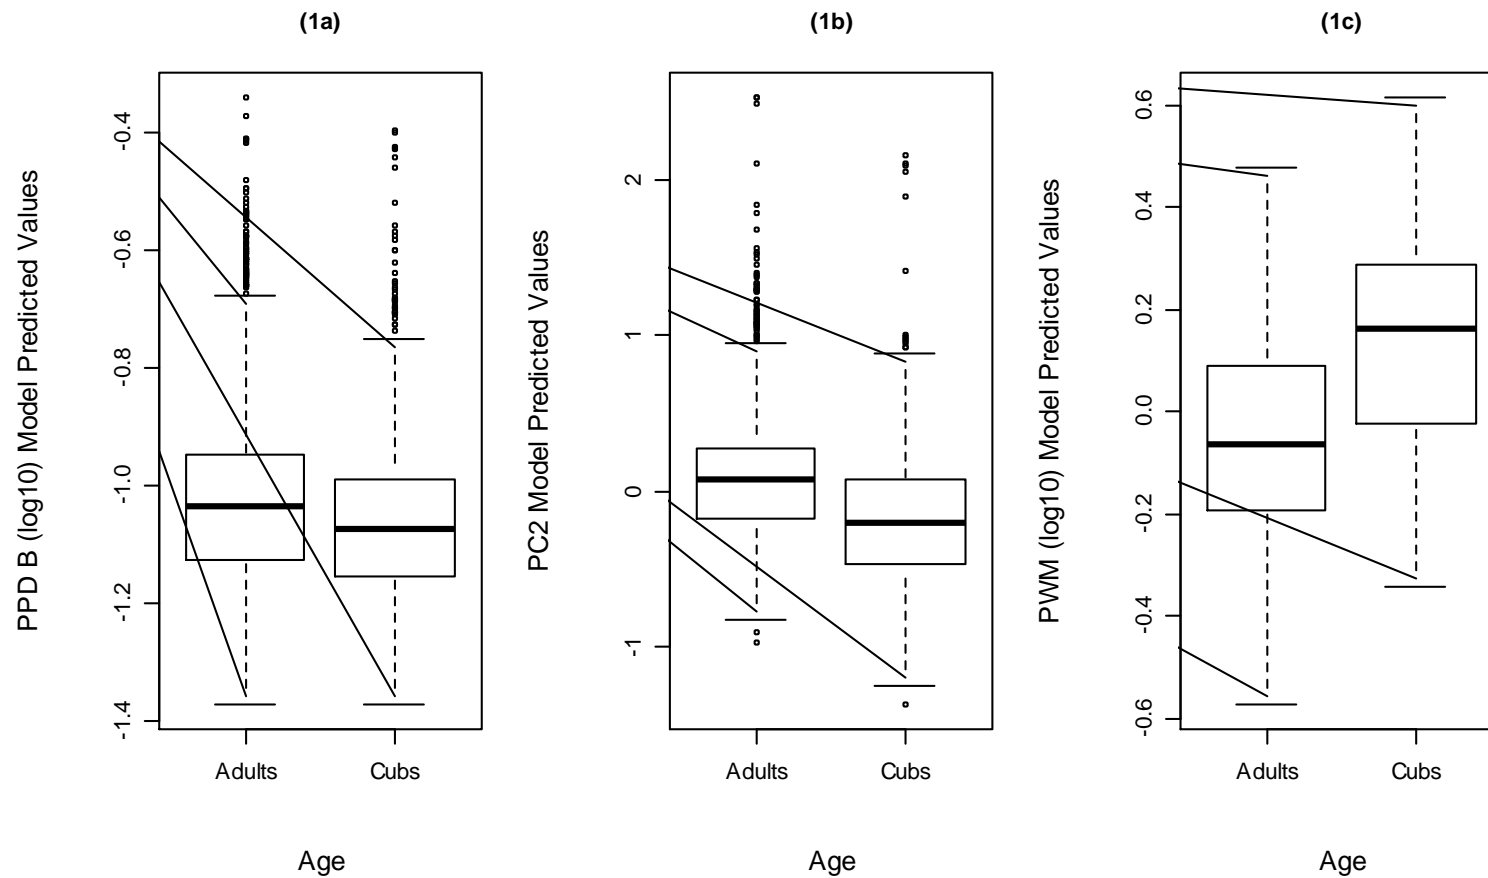 (1a)
PPD B (log10) Model Predicted Values
-0.4
-0.6
-0.8
-1.0
-1.2
-1.4
Adults Cubs
Age
(1b)
PC2 Model Predicted Values
2
1
0
-1
Adults Cubs
Age
(1c)
PWM (log10) Model Predicted Values
0.6
0.4
0.2
0.0
-0.2
-0.4
-0.6
Adults Cubs
Age